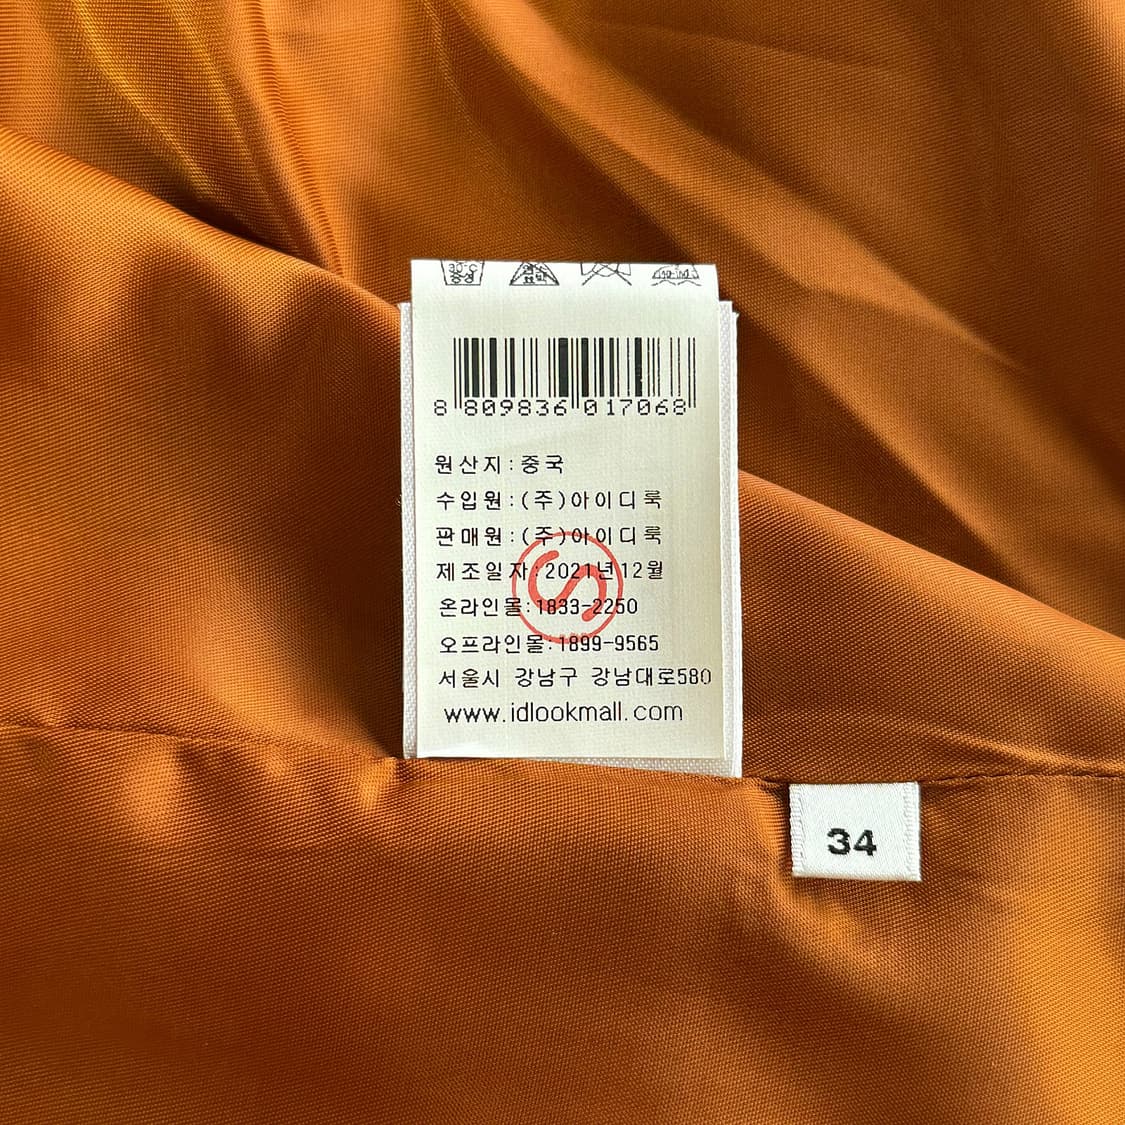 30°C
중성
8 809836 017068
원산지:중국
수입원:(주)아이디룩
판매원:(주)아이디룩
제조일자:2021년12월
온라인몰:1833-2250
오프라인몰:1899-9565
서울시 강남구 강남대로580
www.idlookmall.com
34